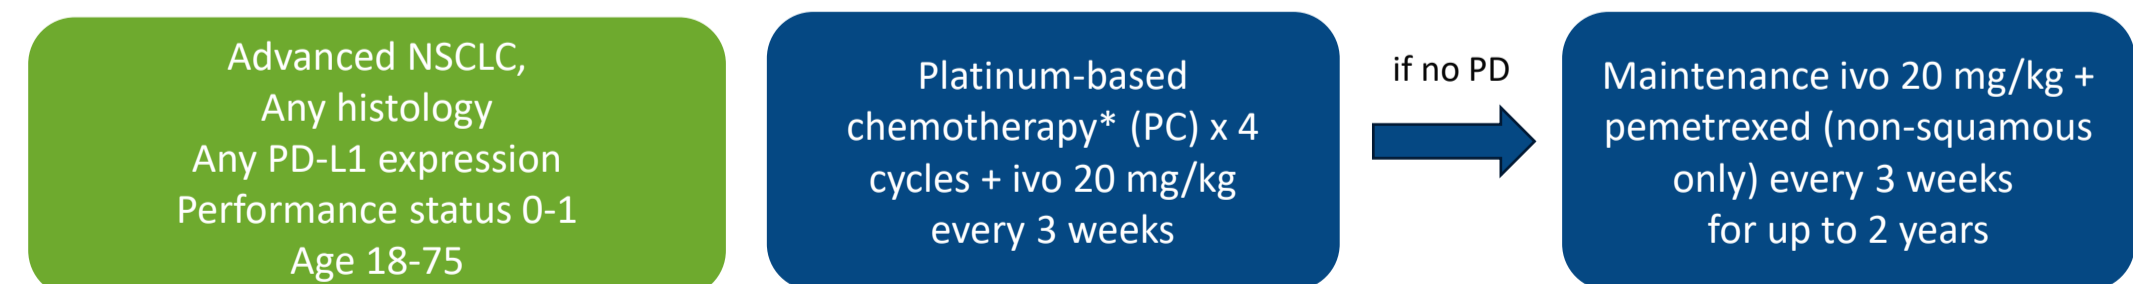 Advanced NSCLC,
Any histology
Any PD-L1 expression
Performance status 0-1
Age 18-75
Platinum-based
chemotherapy* (PC) x 4
cycles + ivo 20 mg/kg
every 3 weeks
if no PD
Maintenance ivo 20 mg/kg +
pemetrexed (non-squamous
only) every 3 weeks
for up to 2 years